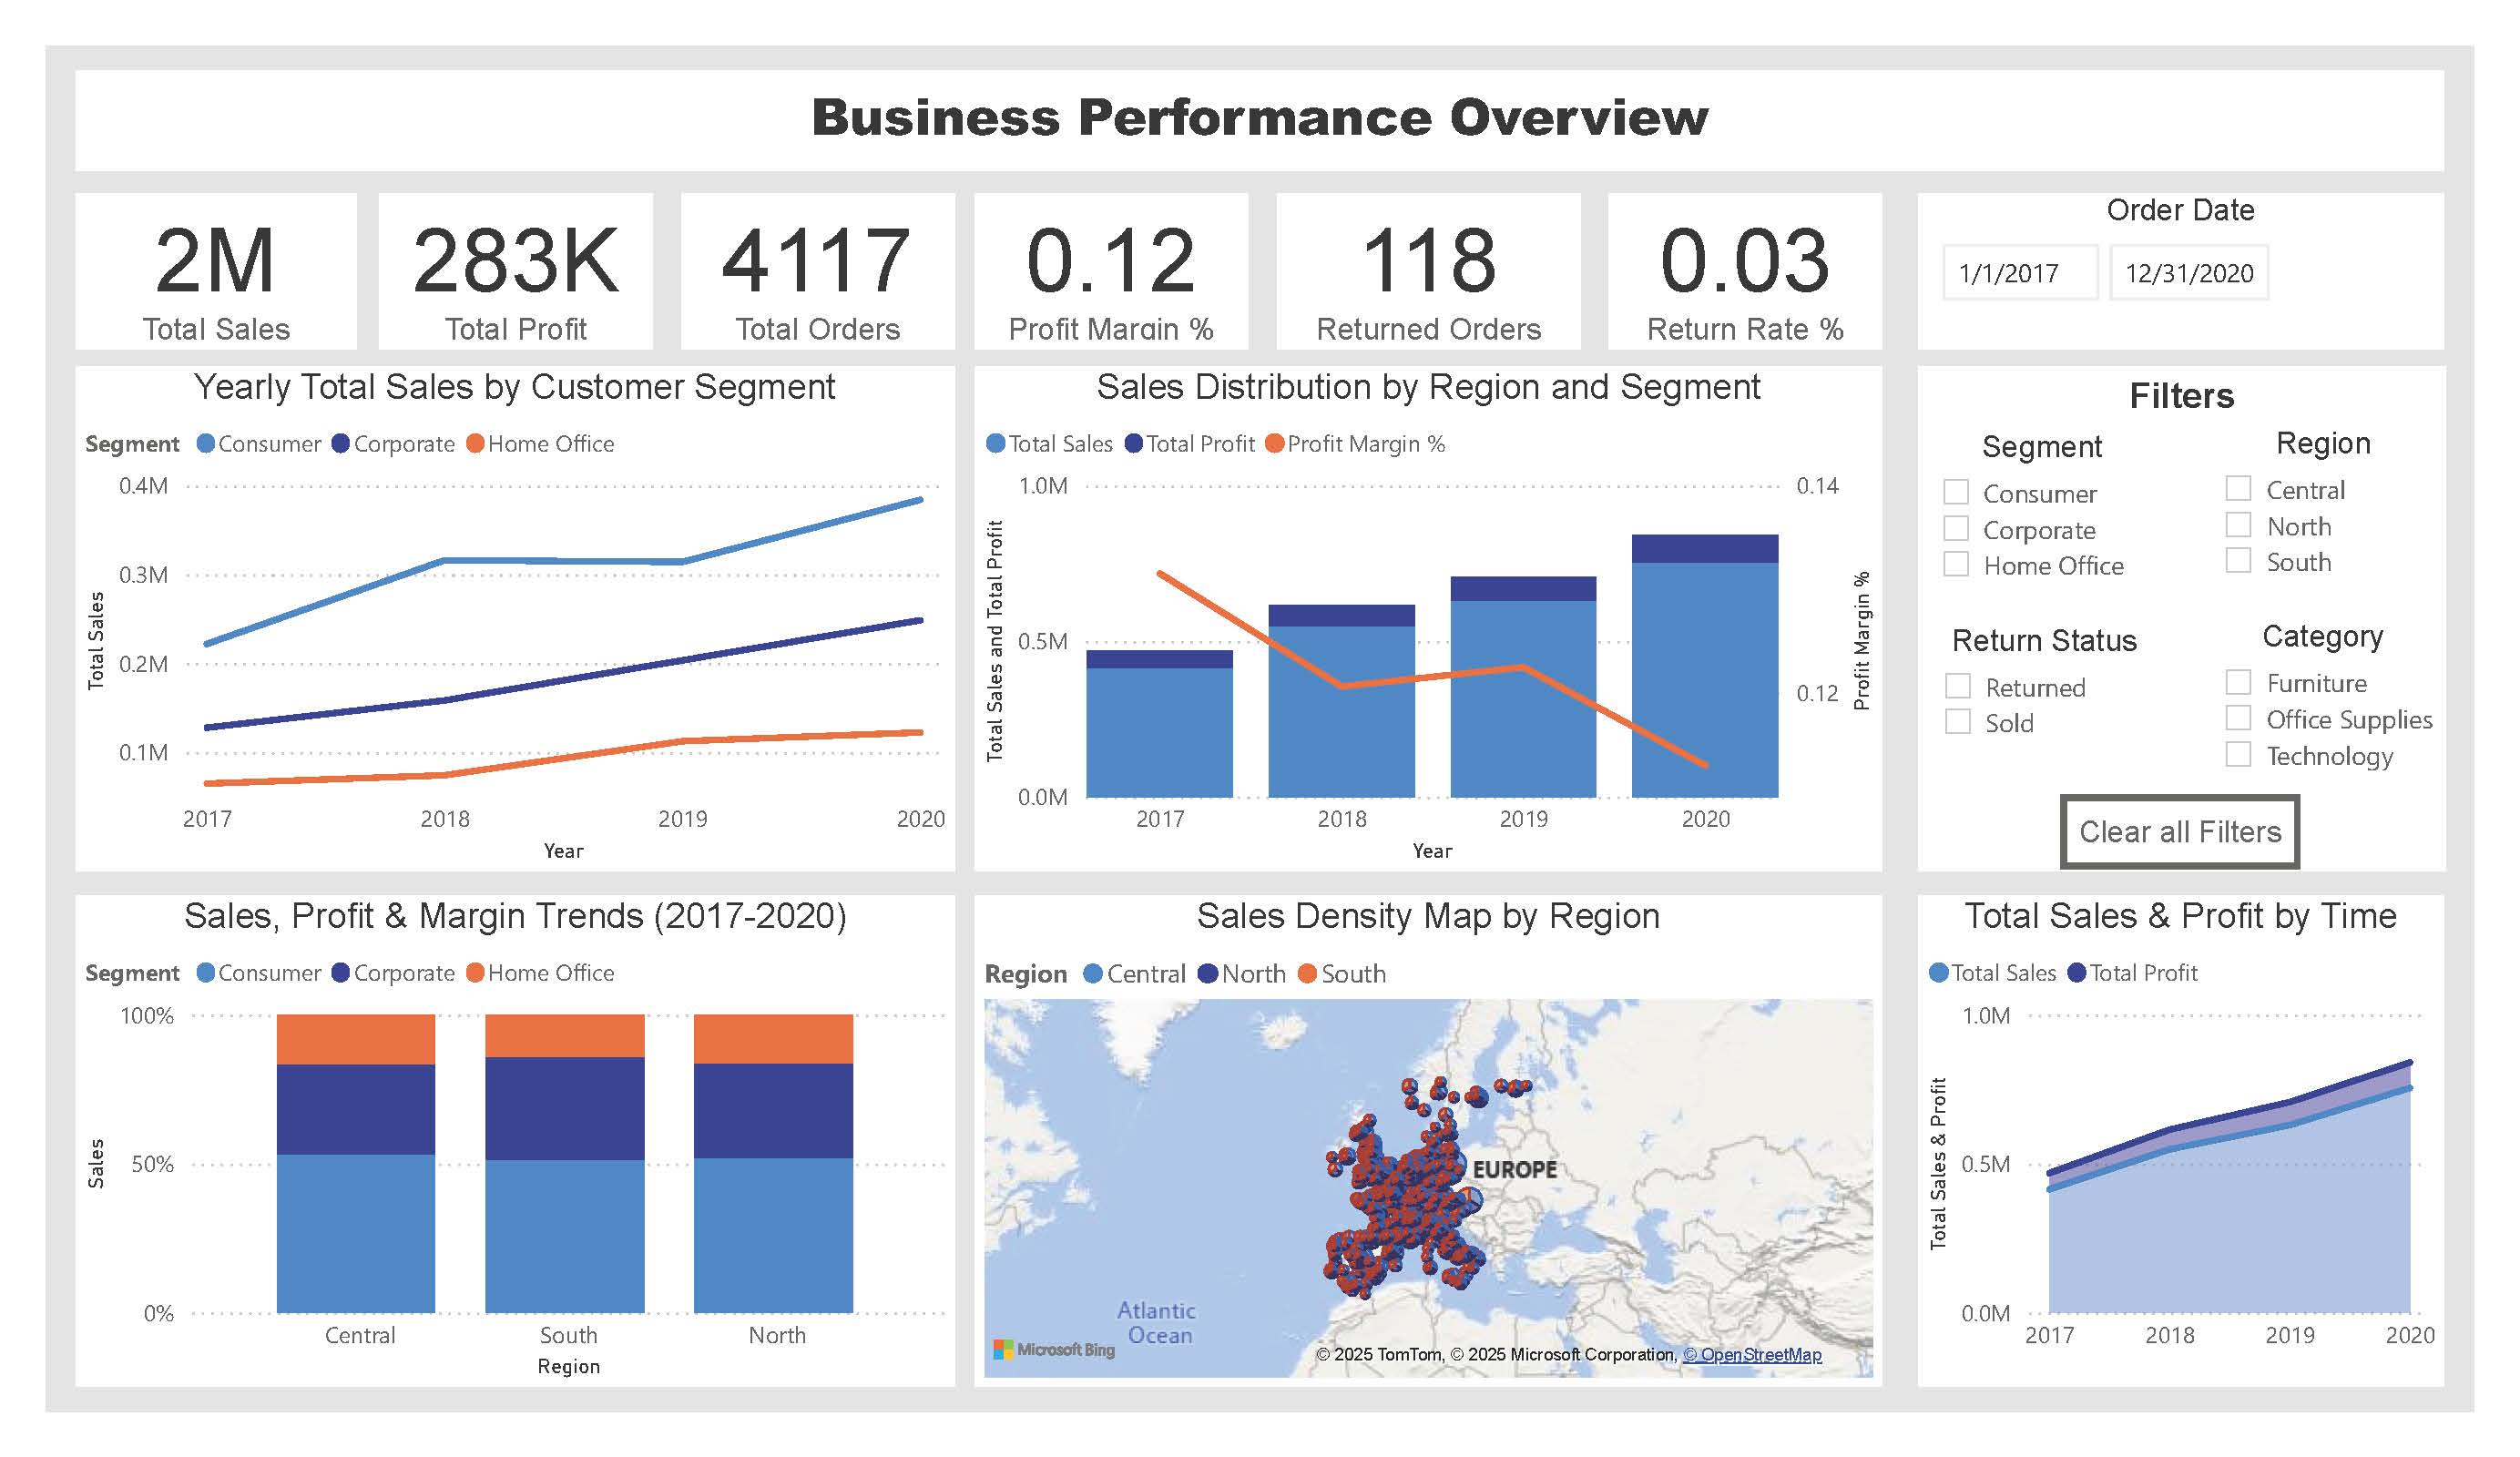 Business Performance Overview
2M
Total Sales
283K
Total Profit
4117
Total Orders
0.12
Profit Margin %
118
Returned Orders
0.03
Return Rate %
Order Date
1/1/2017
12/31/2020
Yearly Total Sales by Customer Segment
Segment Consumer Corporate Home Office
Total Sales
0.4M
0.3M
0.2M
0.1M
2017 2018 2019 2020
Year
Sales Distribution by Region and Segment
Total Sales Total Profit Profit Margin %
Total Sales and Total Profit
1.0M
0.5M
0.0M
0.14
0.12
Profit Margin %
2017 2018 2019 2020
Year
Filters
Segment
Consumer
Corporate
Home Office
Region
Central
North
South
Return Status
Returned
Sold
Category
Furniture
Office Supplies
Technology
Clear all Filters
Sales, Profit & Margin Trends (2017-2020)
Segment Consumer Corporate Home Office
Sales
100%
50%
0%
Central South North
Region
Sales Density Map by Region
Region Central North South
EUROPE
Atlantic
Ocean
Microsoft Bing
© 2025 TomTom, © 2025 Microsoft Corporation, © OpenStreetMap
Total Sales & Profit by Time
Total Sales Total Profit
Total Sales & Profit
1.0M
0.5M
0.0M
2017 2018 2019 2020